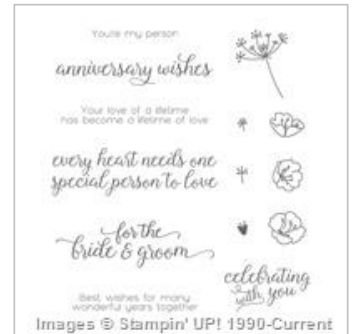 You're my person
anniversary wishes
Your love of a lifetime
has become a lifetime of love
every heart needs one
special person to love
for the
bride & groom
celebrating
with you
Best wishes for many
wonderful years together
Images © Stampin' UP! 1990-Current